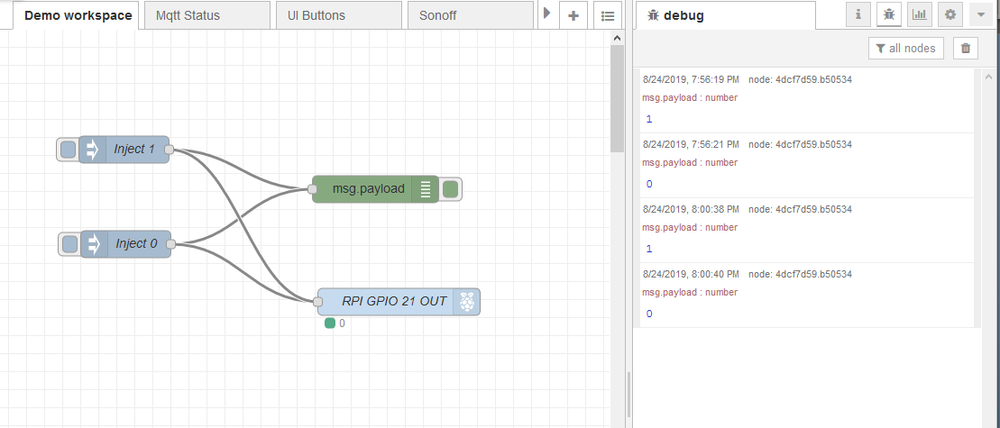 Demo workspace
Mqtt Status
UI Buttons
Sonoff
debug
all nodes
Inject 1
msg.payload
Inject 0
RPI GPIO 21 OUT
0
8/24/2019, 7:56:19 PM node: 4dcf7d59.b50534
msg.payload : number
1
8/24/2019, 7:56:21 PM node: 4dcf7d59.b50534
msg.payload : number
0
8/24/2019, 8:00:38 PM node: 4dcf7d59.b50534
msg.payload : number
1
8/24/2019, 8:00:40 PM node: 4dcf7d59.b50534
msg.payload : number
0